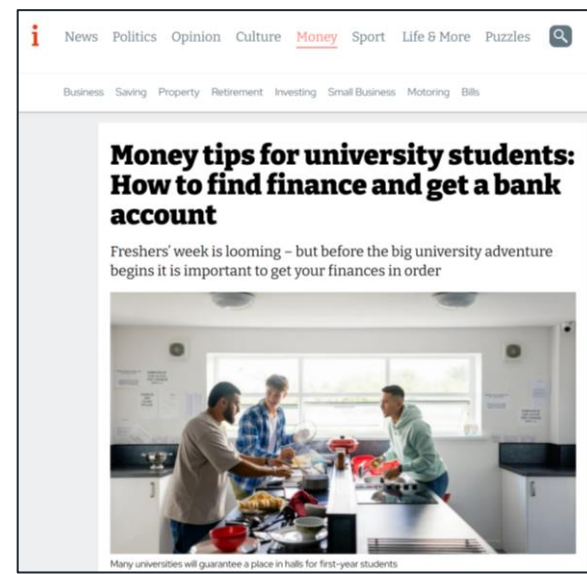 i News Politics Opinion Culture Money Sport Life & More Puzzles
Business Saving Property Retirement Investing Small Business Motoring Bills
Money tips for university students:
How to find finance and get a bank
account
Freshers' week is looming – but before the big university adventure
begins it is important to get your finances in order
Many universities will guarantee a place in halls for first-year students